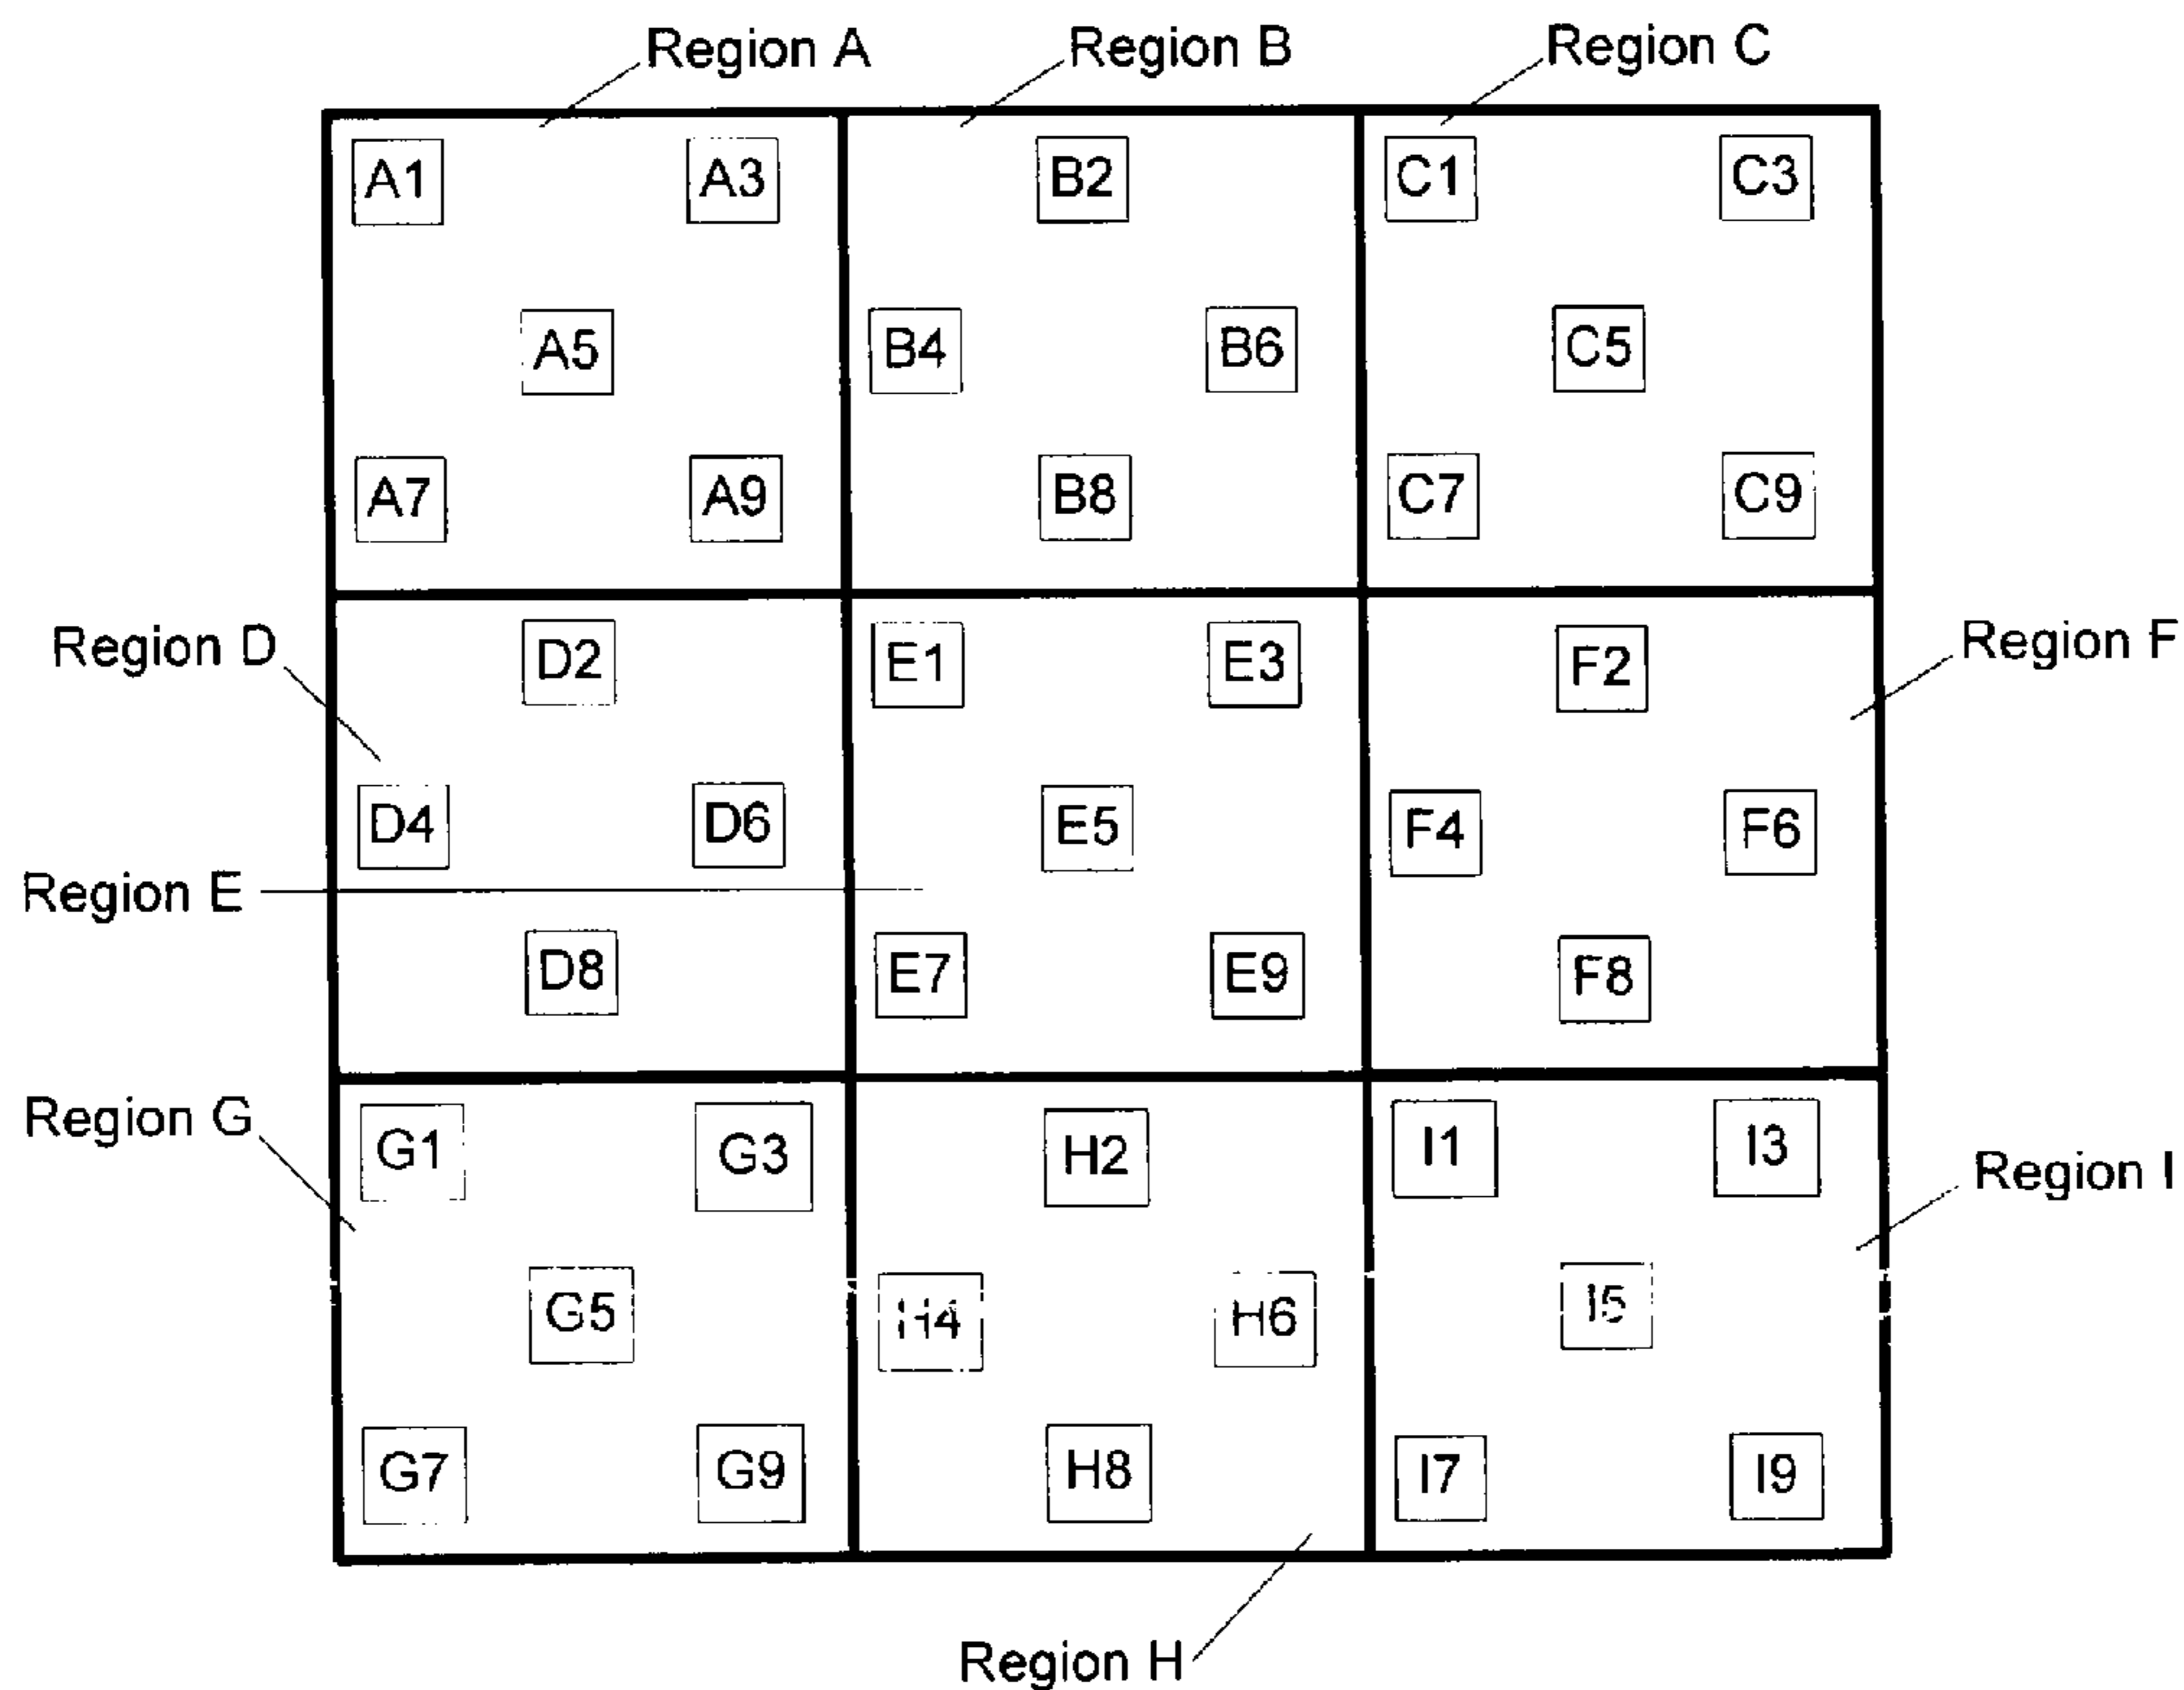 Region A Region B Region C
A1 A3 B2 C1 C3
A5 B4 B6 C5
A7 A9 B8 C7 C9
Region D D2 E1 E3 F2 Region F
D4 D6 E5 F4 F6
Region E
D8 E7 E9 F8
Region G G1 G3 H2 I1 I3 Region I
G5 H4 H6 I5
G7 G9 H8 I7 I9
Region H